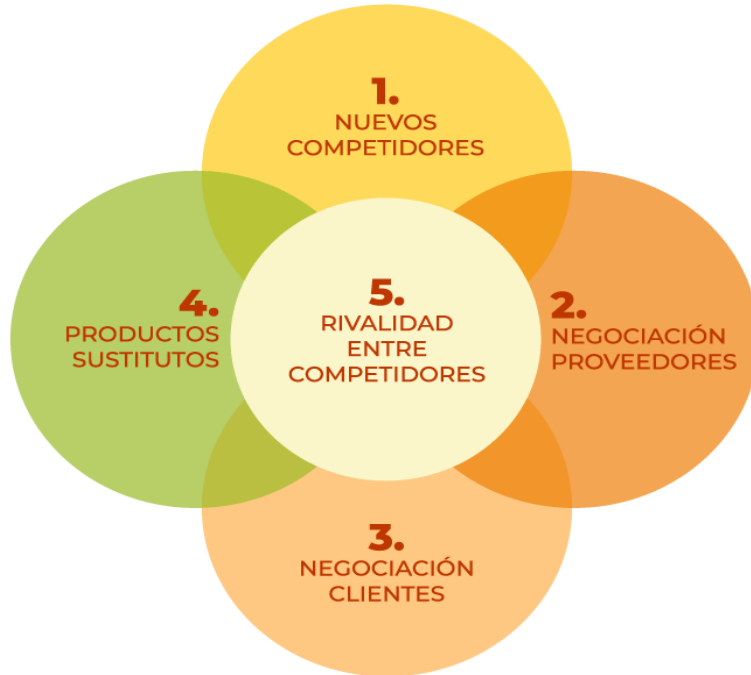 1.
NUEVOS
COMPETIDORES
2.
NEGOCIACIÓN
PROVEEDORES
3.
NEGOCIACIÓN
CLIENTES
4.
PRODUCTOS
SUSTITUTOS
5.
RIVALIDAD
ENTRE
COMPETIDORES